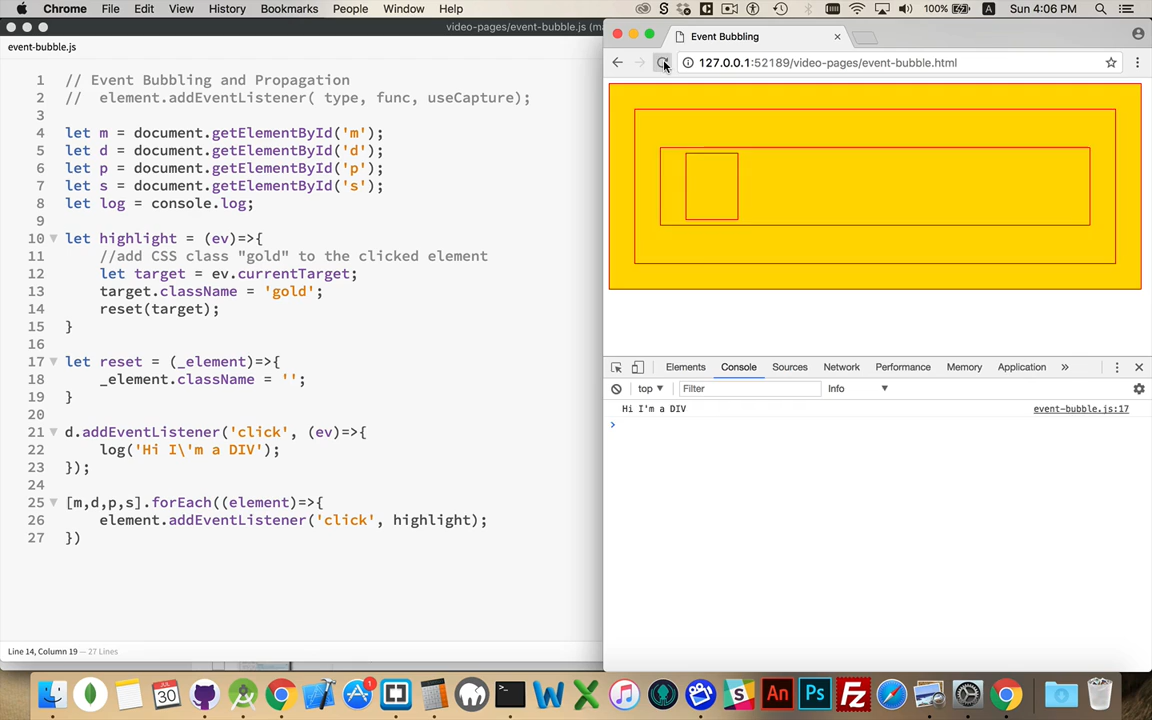 Chrome File Edit View History Bookmarks People Window Help 100% Sun 4:06 PM
video-pages/event-bubble.js (m
event-bubble.js
1 // Event Bubbling and Propagation
2 //  element.addEventListener( type, func, useCapture);
3
4 let m = document.getElementById('m');
5 let d = document.getElementById('d');
6 let p = document.getElementById('p');
7 let s = document.getElementById('s');
8 let log = console.log;
9
10 let highlight = (ev)=>{
11     //add CSS class "gold" to the clicked element
12     let target = ev.currentTarget;
13     target.className = 'gold';
14     reset(target);
15 }
16
17 let reset = (_element)=>{
18     _element.className = '';
19 }
20
21 d.addEventListener('click', (ev)=>{
22     log('Hi I\'m a DIV');
23 });
24
25 [m,d,p,s].forEach((element)=>{
26     element.addEventListener('click', highlight);
27 })
Line 14, Column 19 — 27 Lines
Event Bubbling
127.0.0.1:52189/video-pages/event-bubble.html
Elements Console Sources Network Performance Memory Application »
top Filter Info
Hi I'm a DIV event-bubble.js:17
30
1
An Ps Fz